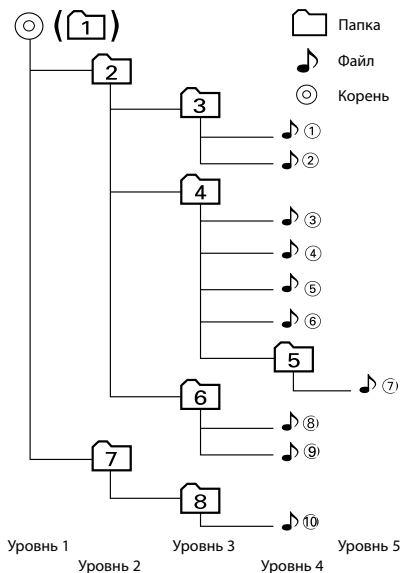 (1)
Папка
2
Файл
3
Корень
①
②
4
③
④
⑤
⑥
5
⑦
6
⑧
⑨
7
8
⑩
Уровнь 1
Уровнь 3
Уровнь 5
Уровнь 2
Уровнь 4